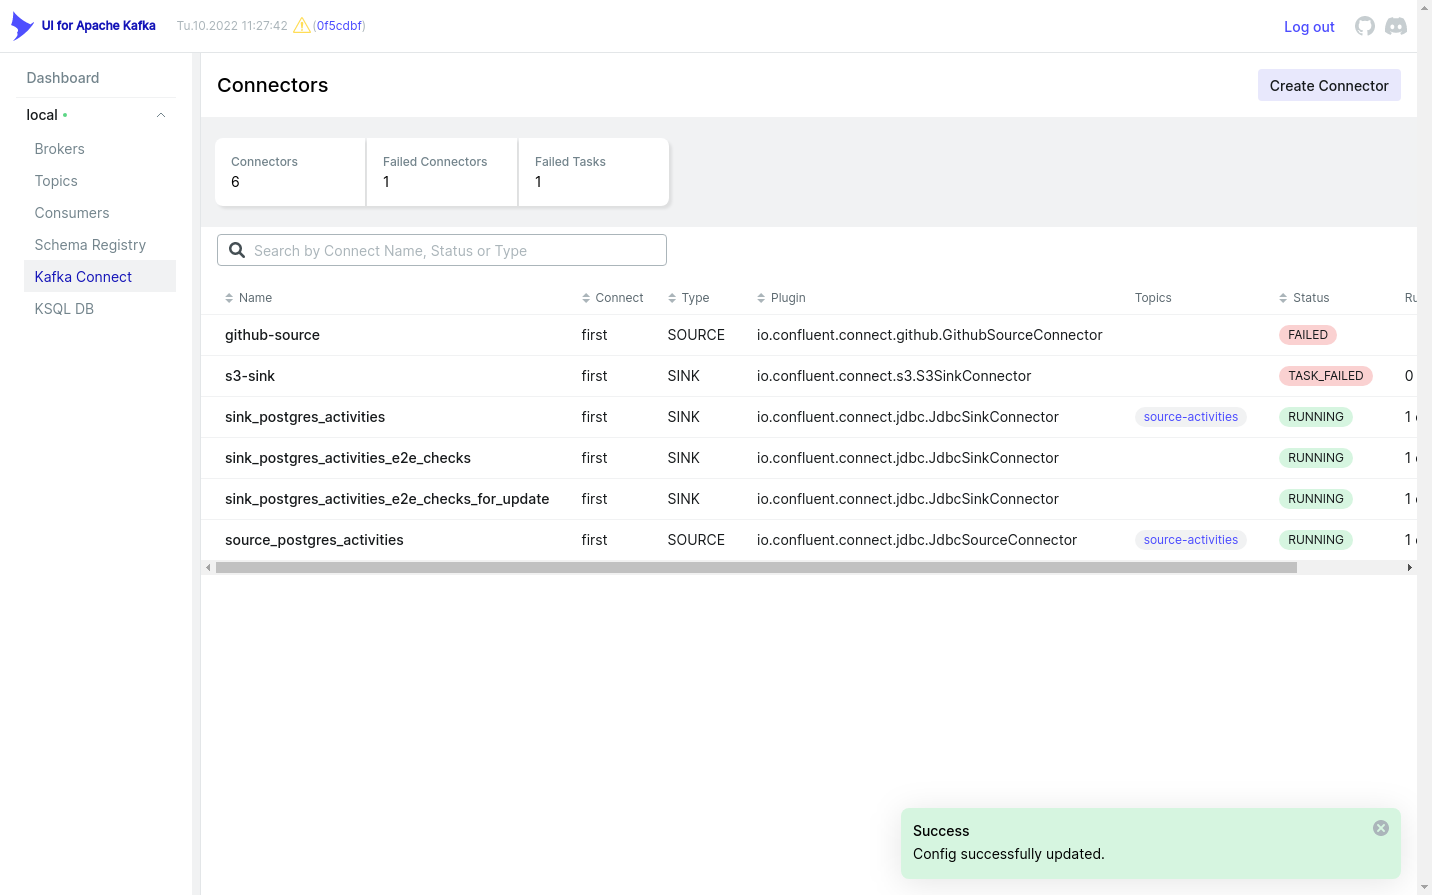 UI for Apache Kafka Tu.10.2022 11:27:42 (0f5cdbf) Log out
Dashboard
local
Brokers
Topics
Consumers
Schema Registry
Kafka Connect
KSQL DB
Connectors Create Connector
Connectors Failed Connectors Failed Tasks
6 1 1
Search by Connect Name, Status or Type
Name Connect Type Plugin Topics Status
github-source first SOURCE io.confluent.connect.github.GithubSourceConnector FAILED
s3-sink first SINK io.confluent.connect.s3.S3SinkConnector TASK_FAILED 0
sink_postgres_activities first SINK io.confluent.connect.jdbc.JdbcSinkConnector source-activities RUNNING 1
sink_postgres_activities_e2e_checks first SINK io.confluent.connect.jdbc.JdbcSinkConnector RUNNING 1
sink_postgres_activities_e2e_checks_for_update first SINK io.confluent.connect.jdbc.JdbcSinkConnector RUNNING 1
source_postgres_activities first SOURCE io.confluent.connect.jdbc.JdbcSourceConnector source-activities RUNNING 1
Success
Config successfully updated.